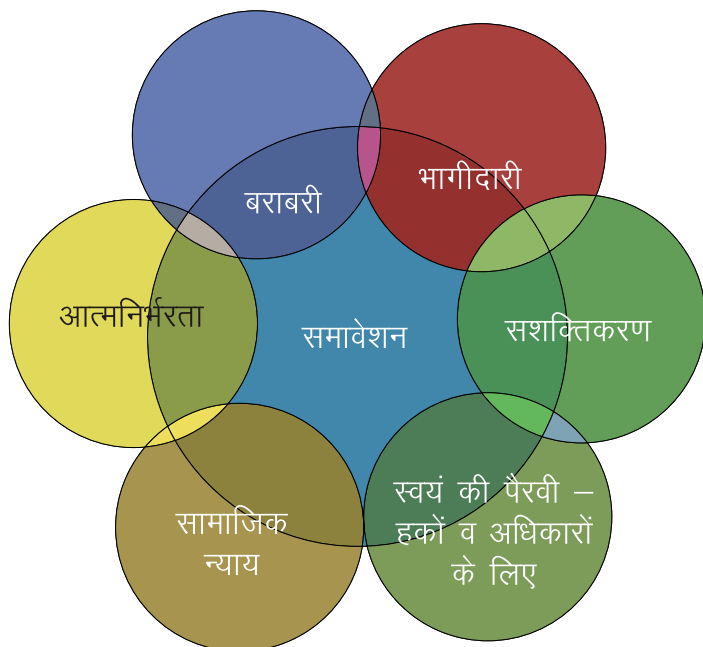 बराबरी
भागीदारी
आत्मनिर्भरता
समावेशन
सशक्तिकरण
सामाजिक
न्याय
स्वयं की पैरवी –
हकों व अधिकारों
के लिए